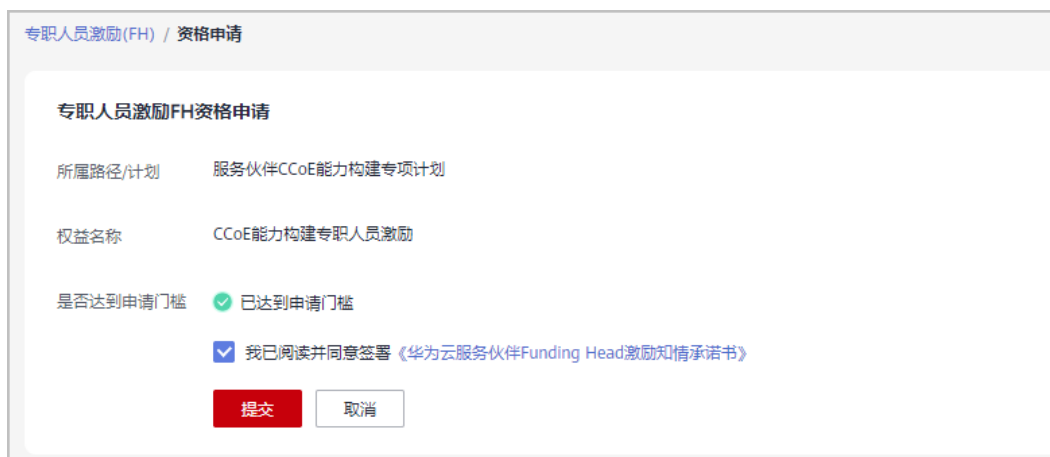 专职人员激励(FH) / 资格申请
专职人员激励FH资格申请
所属路径/计划 服务伙伴CCoE能力构建专项计划
权益名称 CCoE能力构建专职人员激励
是否达到申请门槛 已达到申请门槛
我已阅读并同意签署《华为云服务伙伴Funding Head激励知情承诺书》
提交 取消